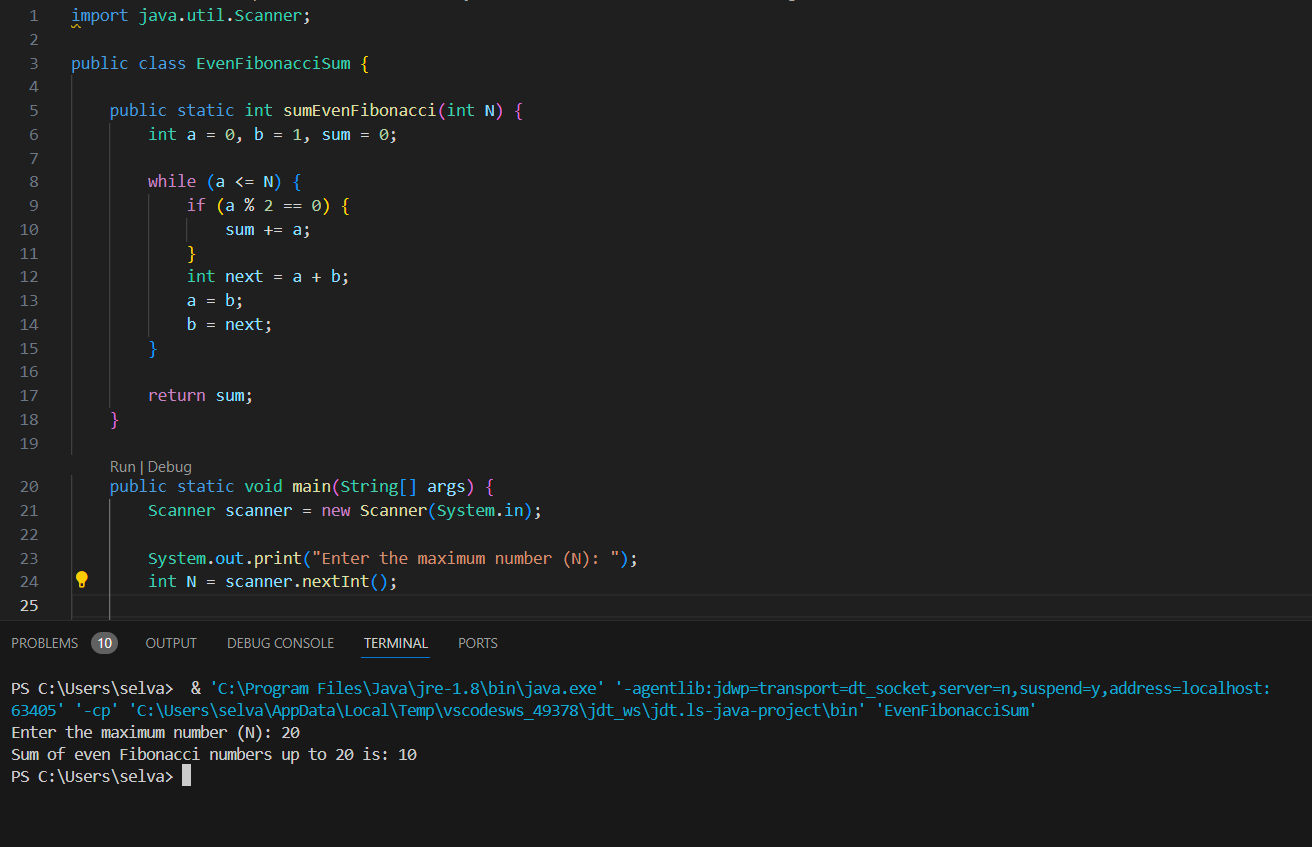 1 import java.util.Scanner;
2
3 public class EvenFibonacciSum {
4
5     public static int sumEvenFibonacci(int N) {
6         int a = 0, b = 1, sum = 0;
7
8         while (a <= N) {
9             if (a % 2 == 0) {
10                 sum += a;
11             }
12             int next = a + b;
13             a = b;
14             b = next;
15         }
16
17         return sum;
18     }
19
Run | Debug
20     public static void main(String[] args) {
21         Scanner scanner = new Scanner(System.in);
22
23         System.out.print("Enter the maximum number (N): ");
24         int N = scanner.nextInt();
25
PROBLEMS 10 OUTPUT DEBUG CONSOLE TERMINAL PORTS
PS C:\Users\selva>  & 'C:\Program Files\Java\jre-1.8\bin\java.exe' '-agentlib:jdwp=transport=dt_socket,server=n,suspend=y,address=localhost:
63405' '-cp' 'C:\Users\selva\AppData\Local\Temp\vscodesws_49378\jdt_ws\jdt.ls-java-project\bin' 'EvenFibonacciSum'
Enter the maximum number (N): 20
Sum of even Fibonacci numbers up to 20 is: 10
PS C:\Users\selva>